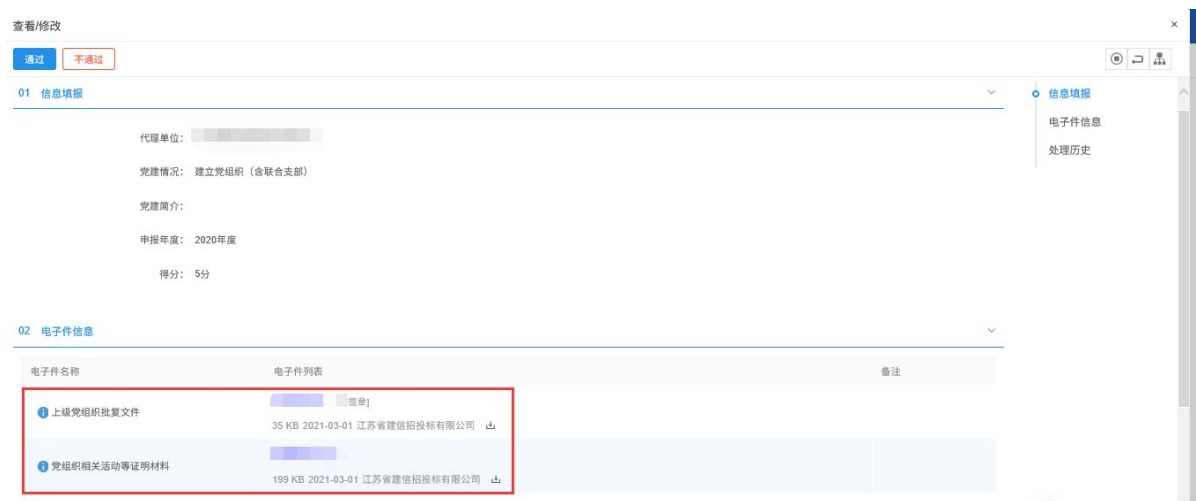 查看/修改
×
通过 不通过
01 信息填报
信息填报
电子件信息
处理历史
代理单位：
党建情况： 建立党组织（含联合支部）
党建简介：
申报年度： 2020年度
得分： 5分
02 电子件信息
电子件名称 电子件列表 备注
签章]
上级党组织批复文件
35 KB 2021-03-01 江苏省建信招投标有限公司
党组织相关活动等证明材料
199 KB 2021-03-01 江苏省建信招投标有限公司